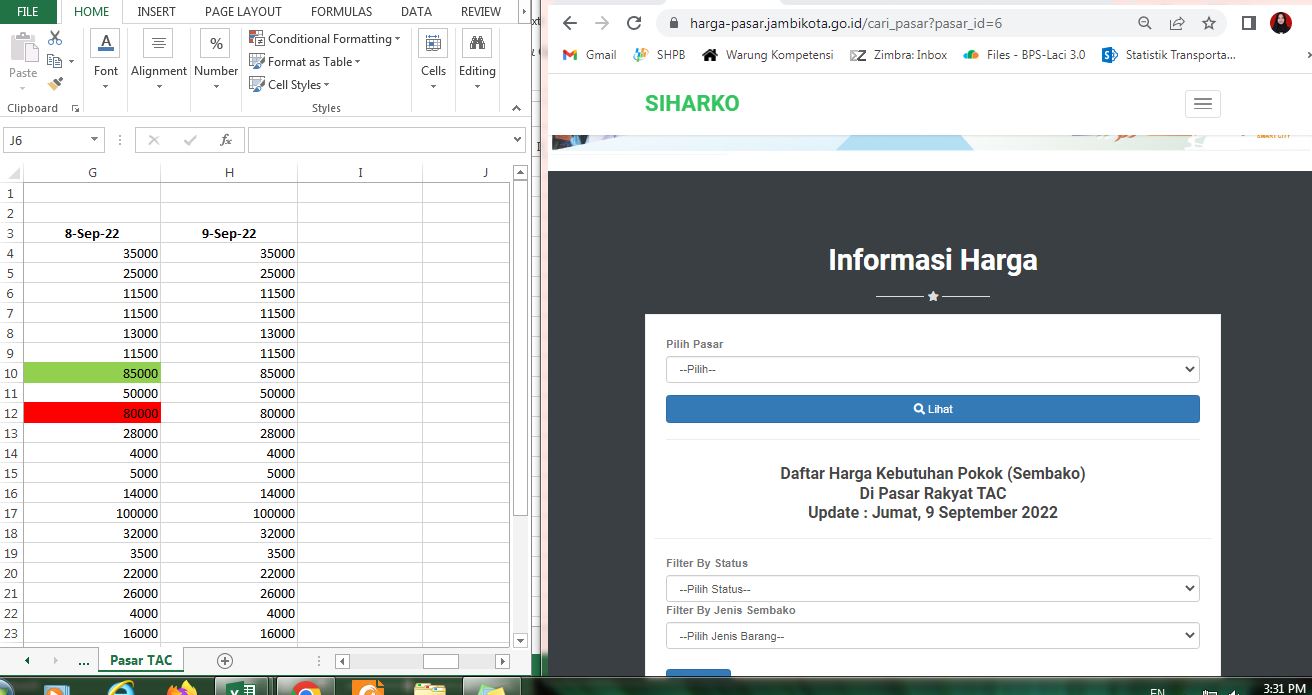 FILE HOME INSERT PAGE LAYOUT FORMULAS DATA REVIEW
Paste
Font
Alignment
Number
%
Conditional Formatting
Format as Table
Cell Styles
Cells
Editing
Clipboard
Styles
J6
fx
G H I J
1
2
3 8-Sep-22 9-Sep-22
4 35000 35000
5 25000 25000
6 11500 11500
7 11500 11500
8 13000 13000
9 11500 11500
10 85000 85000
11 50000 50000
12 80000 80000
13 28000 28000
14 4000 4000
15 5000 5000
16 14000 14000
17 100000 100000
18 32000 32000
19 3500 3500
20 22000 22000
21 26000 26000
22 4000 4000
23 16000 16000
... Pasar TAC
harga-pasar.jambikota.go.id/cari_pasar?pasar_id=6
Gmail SHPB Warung Kompetensi Zimbra: Inbox Files - BPS-Laci 3.0 Statistik Transporta...
SIHARKO
SMART CITY
Informasi Harga
Pilih Pasar
--Pilih--
Lihat
Daftar Harga Kebutuhan Pokok (Sembako)
Di Pasar Rakyat TAC
Update : Jumat, 9 September 2022
Filter By Status
--Pilih Status--
Filter By Jenis Sembako
--Pilih Jenis Barang--
EN
3:31 PM